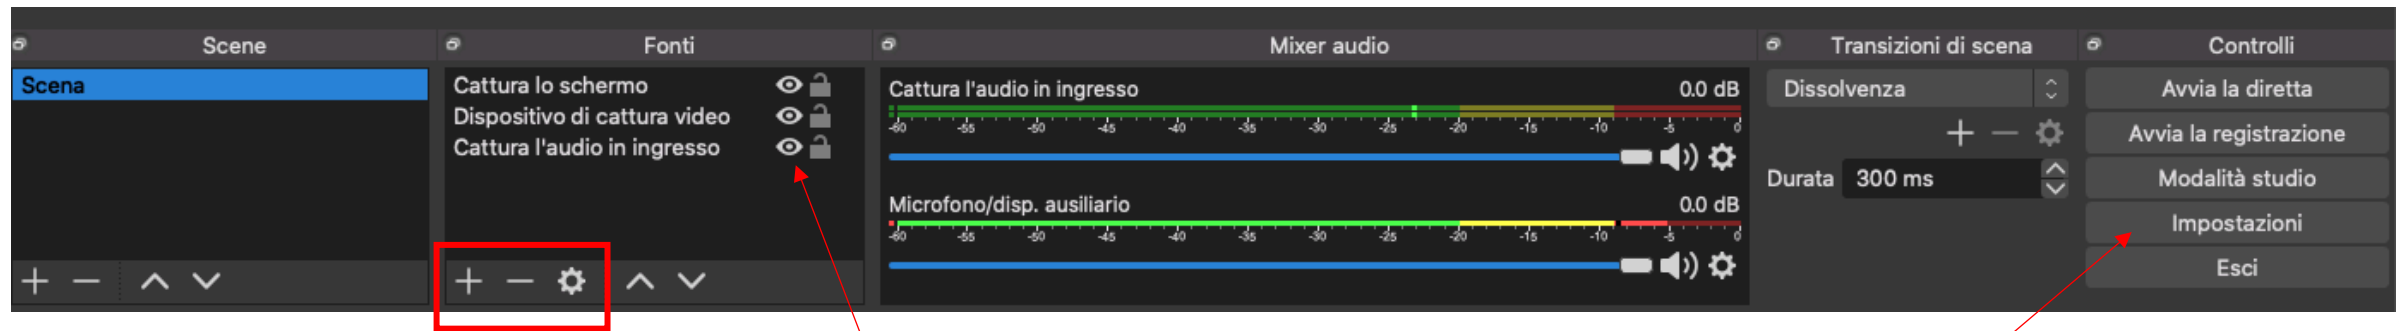 Scene
Scena
Fonti
Cattura lo schermo
Dispositivo di cattura video
Cattura l'audio in ingresso
Mixer audio
Cattura l'audio in ingresso 0.0 dB
-60 -55 -50 -45 -40 -35 -30 -25 -20 -15 -10 -5 0
Microfono/disp. ausiliario 0.0 dB
-60 -55 -50 -45 -40 -35 -30 -25 -20 -15 -10 -5 0
Transizioni di scena
Dissolvenza
Durata 300 ms
Controlli
Avvia la diretta
Avvia la registrazione
Modalità studio
Impostazioni
Esci